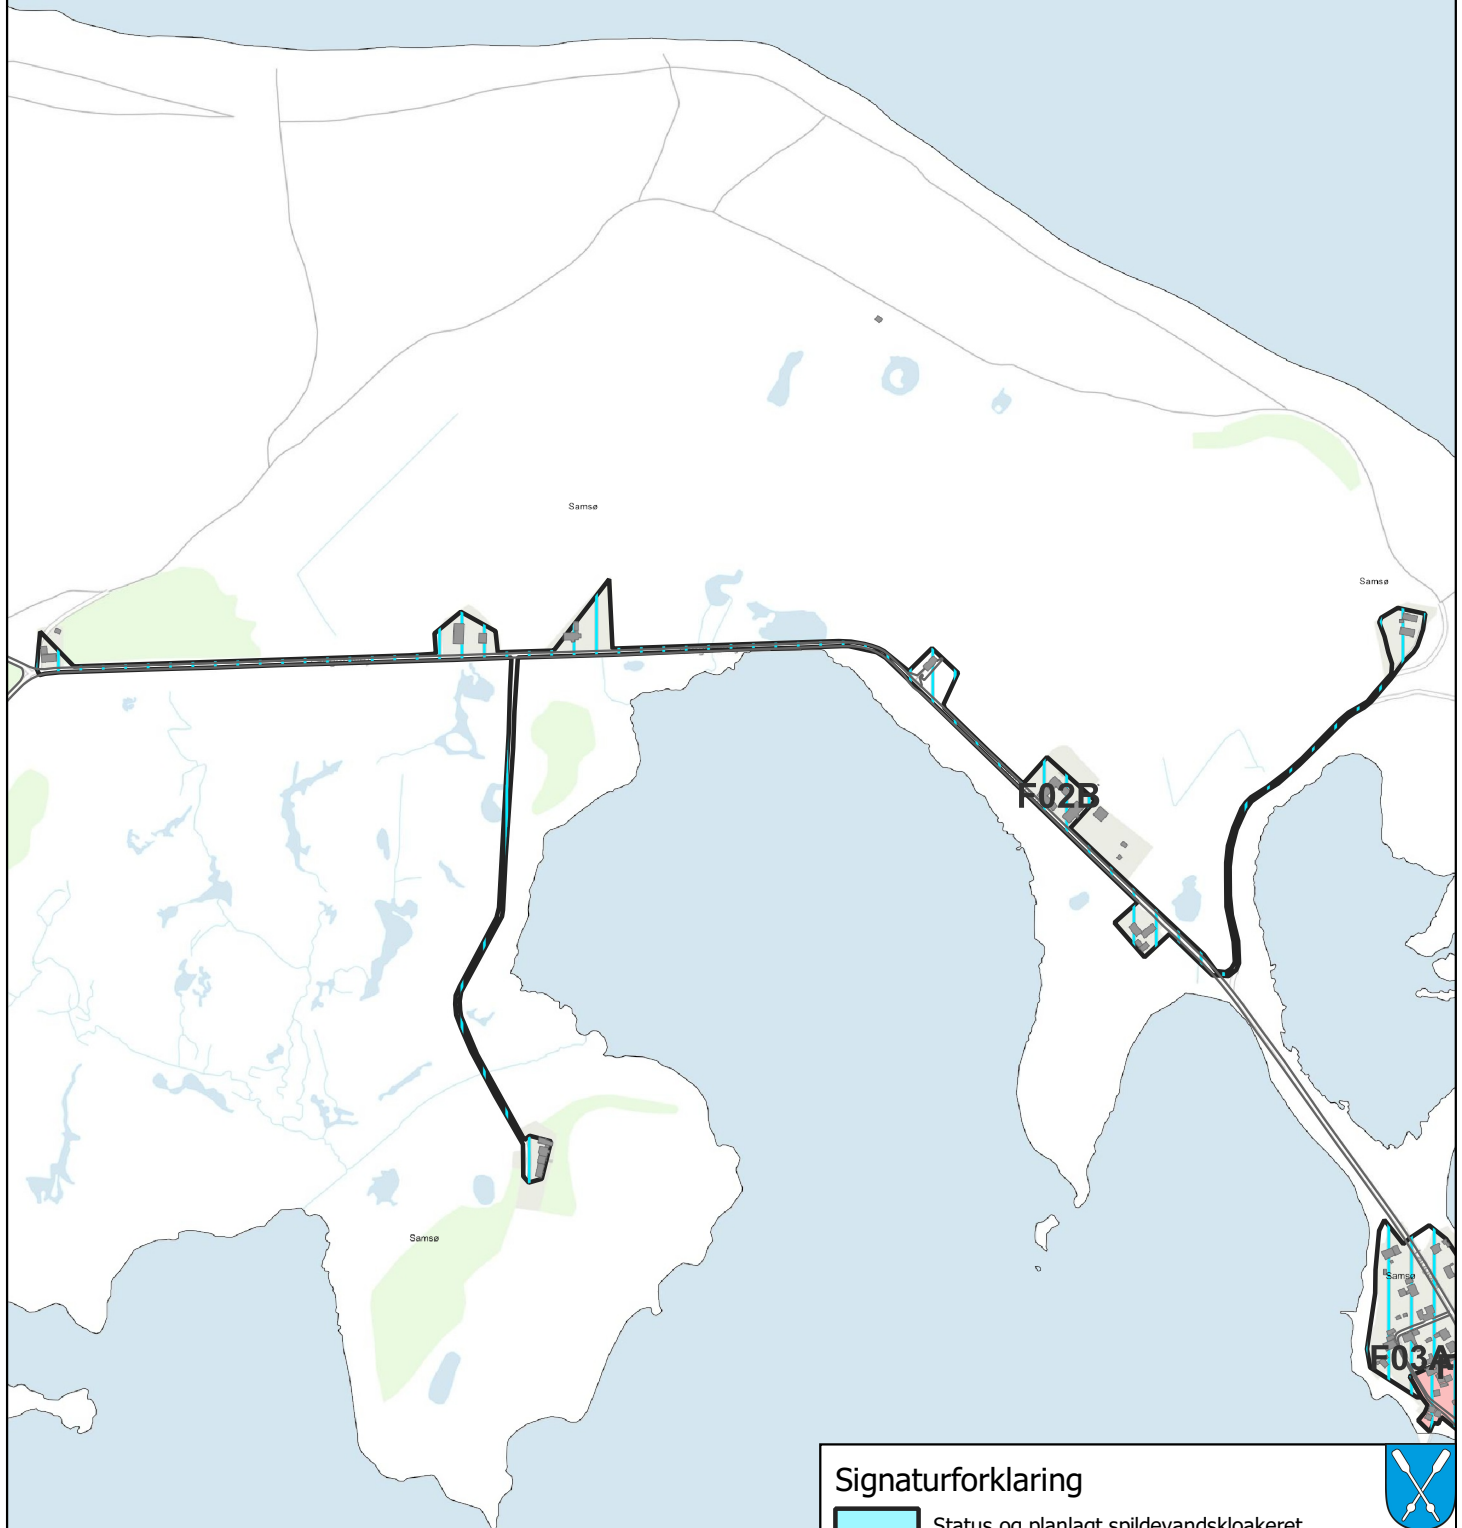 Samsø
Samsø
F02B
Samsø
Samsø
F03A
Signaturforklaring
Status og planlagt spildevandskloakeret